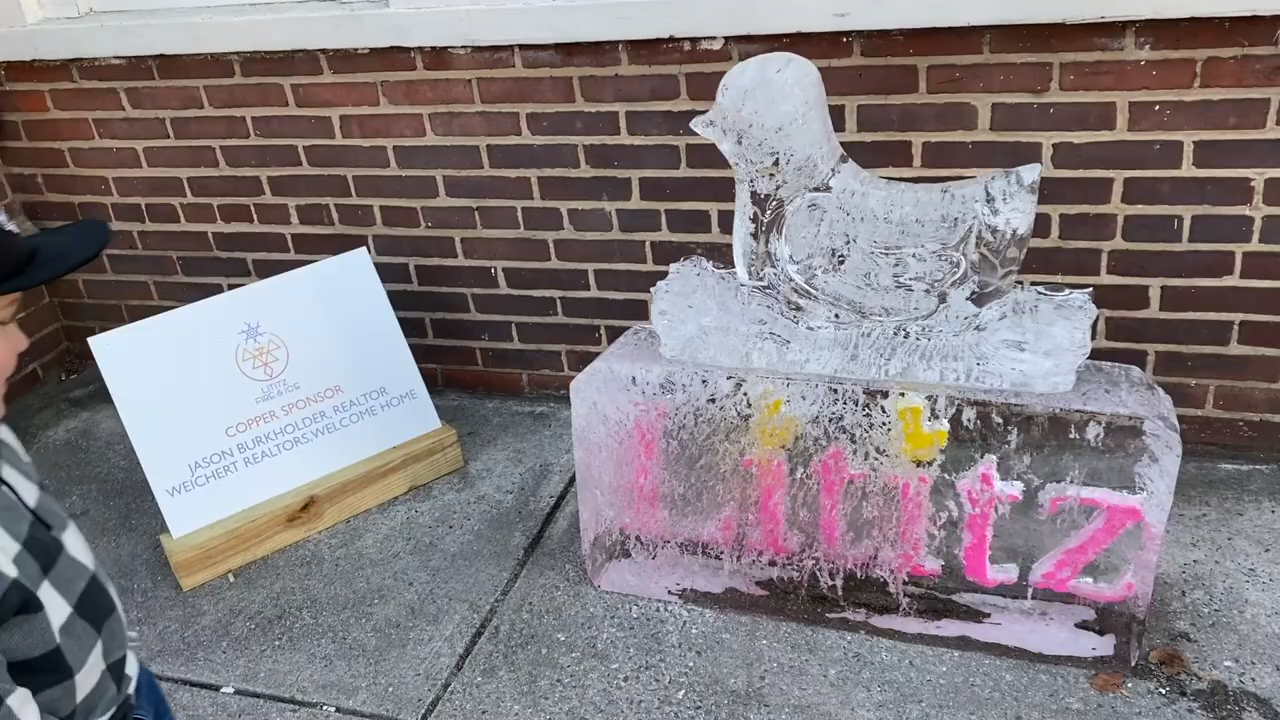 LITITZ
FIRE & ICE
COPPER SPONSOR
JASON BURKHOLDER, REALTOR
WEICHERT REALTORS, WELCOME HOME
Lititz